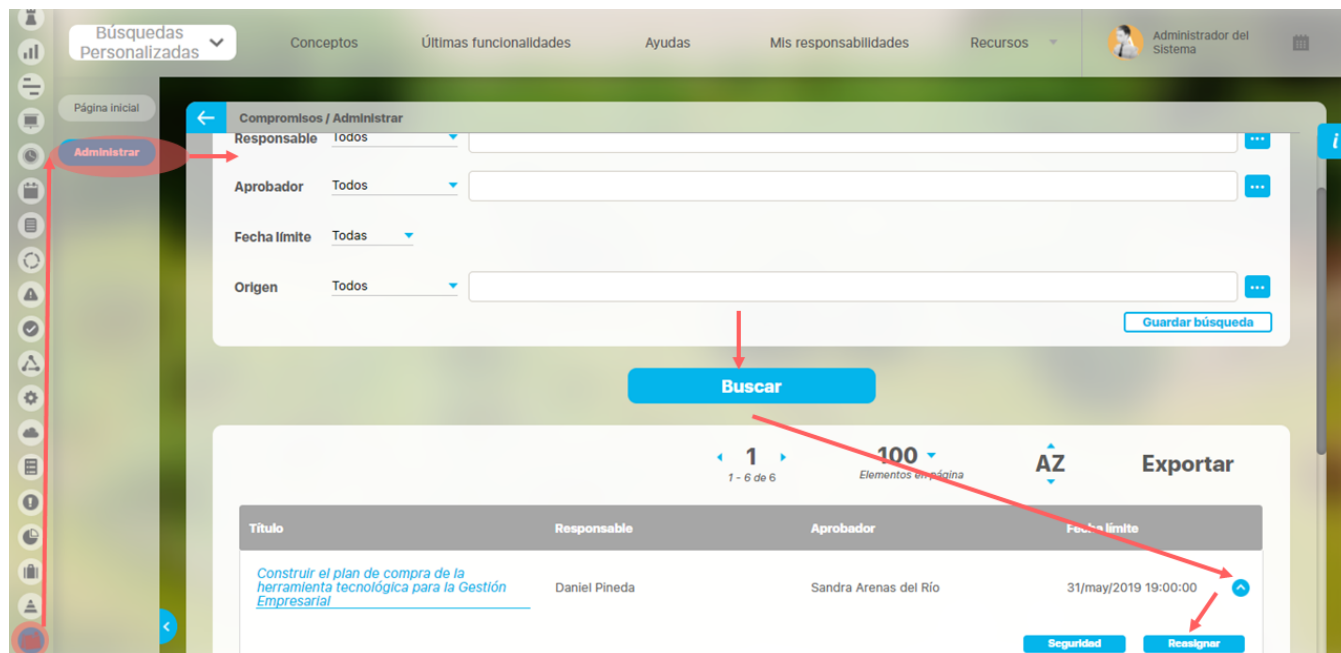 Búsquedas
Personalizadas
Conceptos
Últimas funcionalidades
Ayudas
Mis responsabilidades
Recursos
Administrador del
Sistema
Página inicial
Administrar
Compromisos / Administrar
Responsable Todos
Aprobador Todos
Fecha límite Todas
Origen Todos
Guardar búsqueda
Buscar
1
1 - 6 de 6
100
Elementos en página
AZ
Exportar
Título Responsable Aprobador Fecha límite
Construir el plan de compra de la
herramienta tecnológica para la Gestión
Empresarial
Daniel Pineda
Sandra Arenas del Río
31/may/2019 19:00:00
Seguridad Reasignar
i